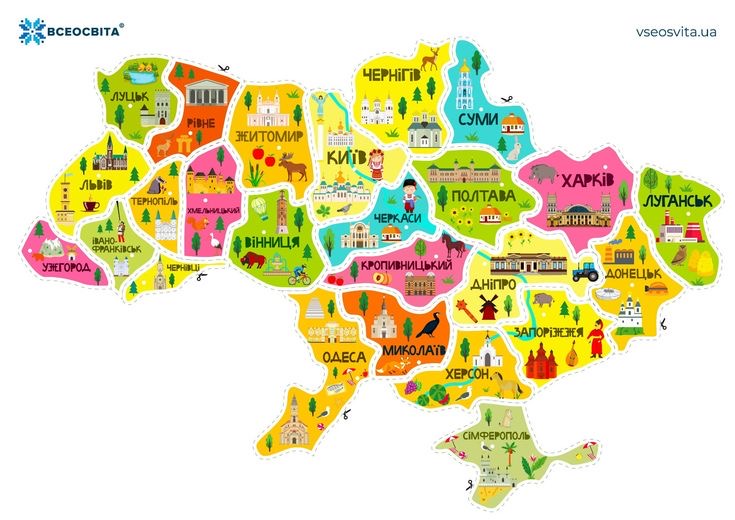 ВСЕОСВІТА©
vseosvita.ua
ЧЕРНІГІВ
СУМИ
ЛУЦЬК
РІВНЕ
ЖИТОМИР
КИЇВ
ХАРКІВ
ЛУГАНСЬК
ПОЛТАВА
ЛЬВІВ
ТЕРНОПІЛЬ
ХМЕЛЬНИЦЬКИЙ
ЧЕРКАСИ
ВІННИЦЯ
ІВАНО-
ФРАНКІВСЬК
УЖГОРОД
ЧЕРНІВЦІ
КРОПИВНИЦЬКИЙ
ДНІПРО
ДОНЕЦЬК
ЗАПОРІЖЖЯ
ОДЕСА
МИКОЛАЇВ
ХЕРСОН
СІМФЕРОПОЛЬ